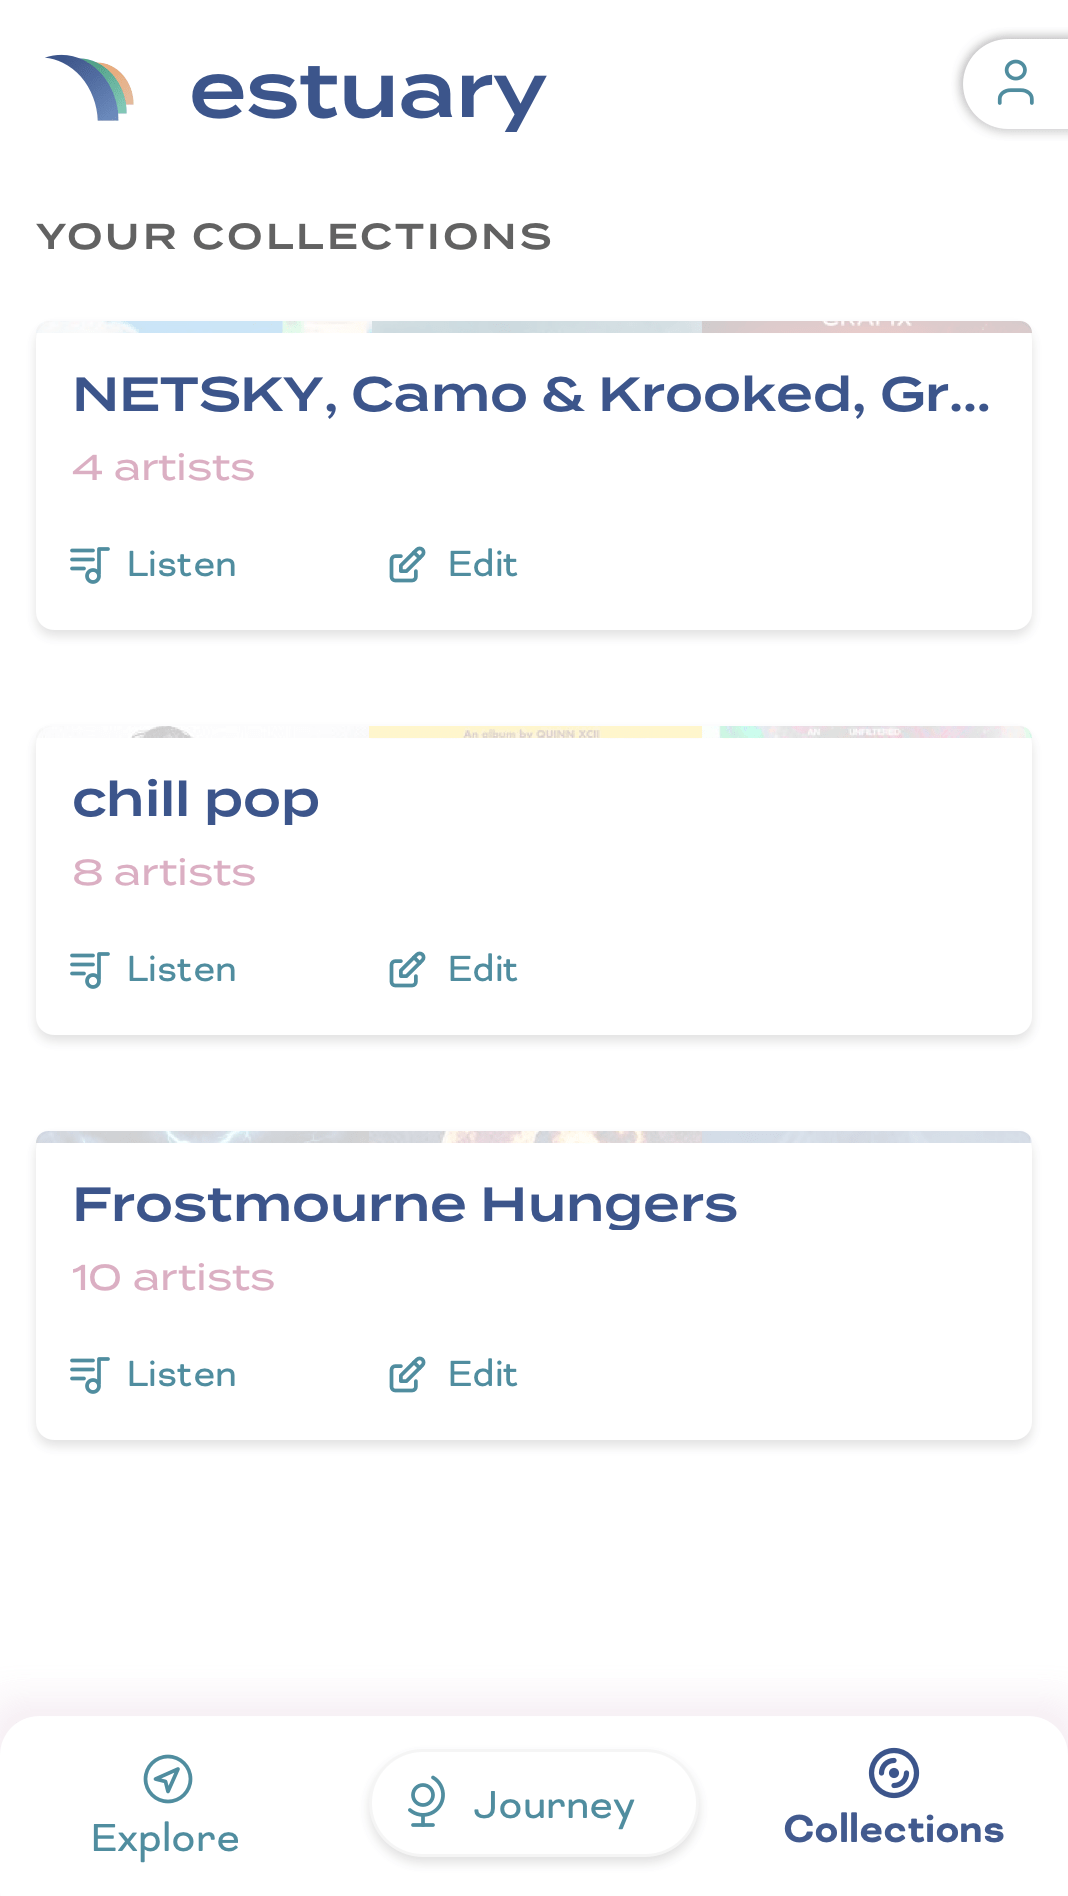 estuary
YOUR COLLECTIONS
GRAFIX
NETSKY, Camo & Krooked, Gr...
4 artists
Listen
Edit
An album by QUINN XCII
AN UNFILTERED
chill pop
8 artists
Listen
Edit
Frostmourne Hungers
10 artists
Listen
Edit
Explore
Journey
Collections